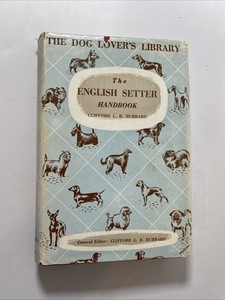 THE DOG LOVER'S LIBRARY
The
ENGLISH SETTER
HANDBOOK
CLIFFORD L. B. HUBBARD
General Editor: CLIFFORD L. B. HUBBARD